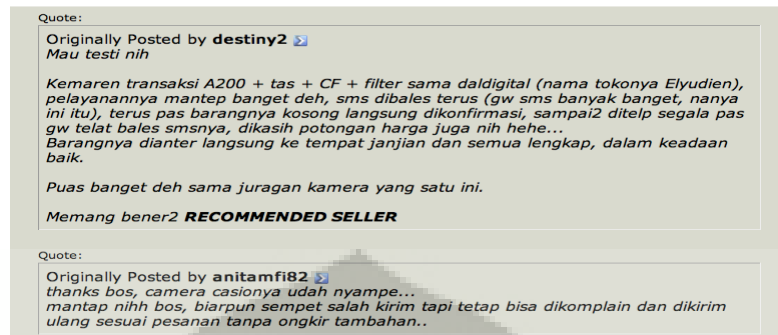 Quote:
Originally Posted by destiny2
Mau testi nih
Kemaren transaksi A200 + tas + CF + filter sama daldigital (nama tokonya Elyudien),
pelayanannya mantep banget deh, sms dibales terus (gw sms banyak banget, nanya
ini itu), terus pas barangnya kosong langsung dikonfirmasi, sampai2 ditelp segala pas
gw telat bales smsnya, dikasih potongan harga juga nih hehe...
Barangnya dianter langsung ke tempat janjian dan semua lengkap, dalam keadaan
baik.
Puas banget deh sama juragan kamera yang satu ini.
Memang bener2 RECOMMENDED SELLER
Quote:
Originally Posted by anitamfi82
thanks bos, camera casionya udah nyampe...
mantap nihh bos, biarpun sempet salah kirim tapi tetap bisa dikomplain dan dikirim
ulang sesuai pesanan tanpa ongkir tambahan..